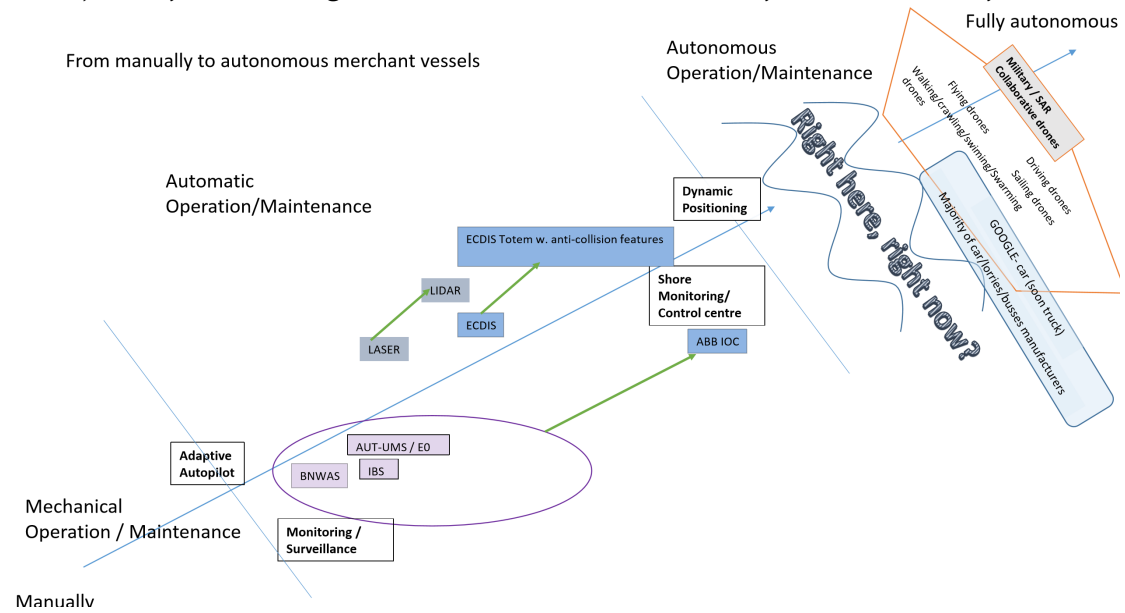 Fully autonomous
From manually to autonomous merchant vessels
Autonomous
Operation/Maintenance
Military / SAR
Collaborative drones
Flying drones
Walking/crawling/swiming/Swarming
drones
Driving drones
Sailing drones
Right here, right now?
GOOGLE- car (soon truck)
Majority of car/lorries/busses manufacturers
Automatic
Operation/Maintenance
Dynamic
Positioning
ECDIS Totem w. anti-collision features
Shore
Monitoring/
Control centre
LIDAR
ECDIS
ABB IOC
LASER
AUT-UMS / E0
IBS
BNWAS
Adaptive
Autopilot
Mechanical
Operation / Maintenance
Monitoring /
Surveillance
Manually